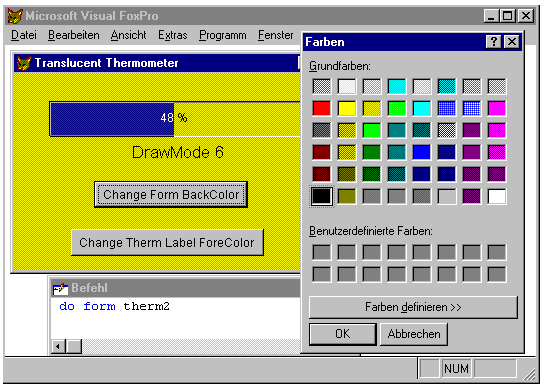 Microsoft Visual FoxPro
Datei Bearbeiten Ansicht Extras Programm Fenster
Translucent Thermometer
48 %
DrawMode 6
Change Form BackColor
Change Therm Label ForeColor
Befehl
do form therm2
Farben
Grundfarben:
Benutzerdefinierte Farben:
Farben definieren >>
OK Abbrechen
NUM